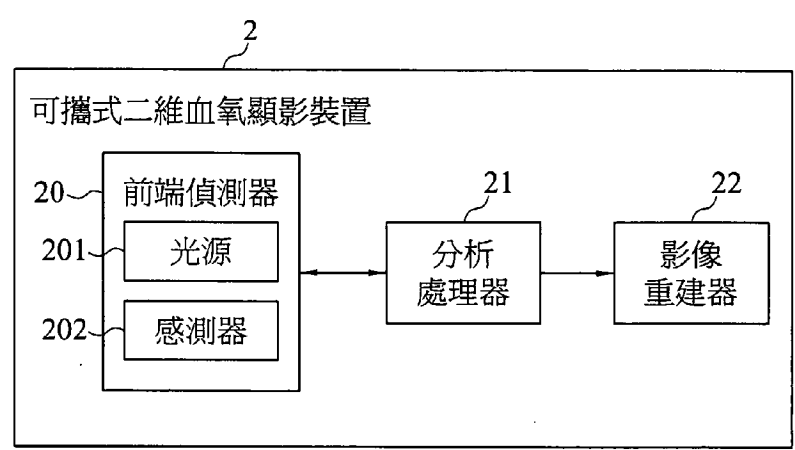 2
可攜式二維血氧顯影裝置
20
前端偵測器
201
光源
202
感測器
21
分析
處理器
22
影像
重建器